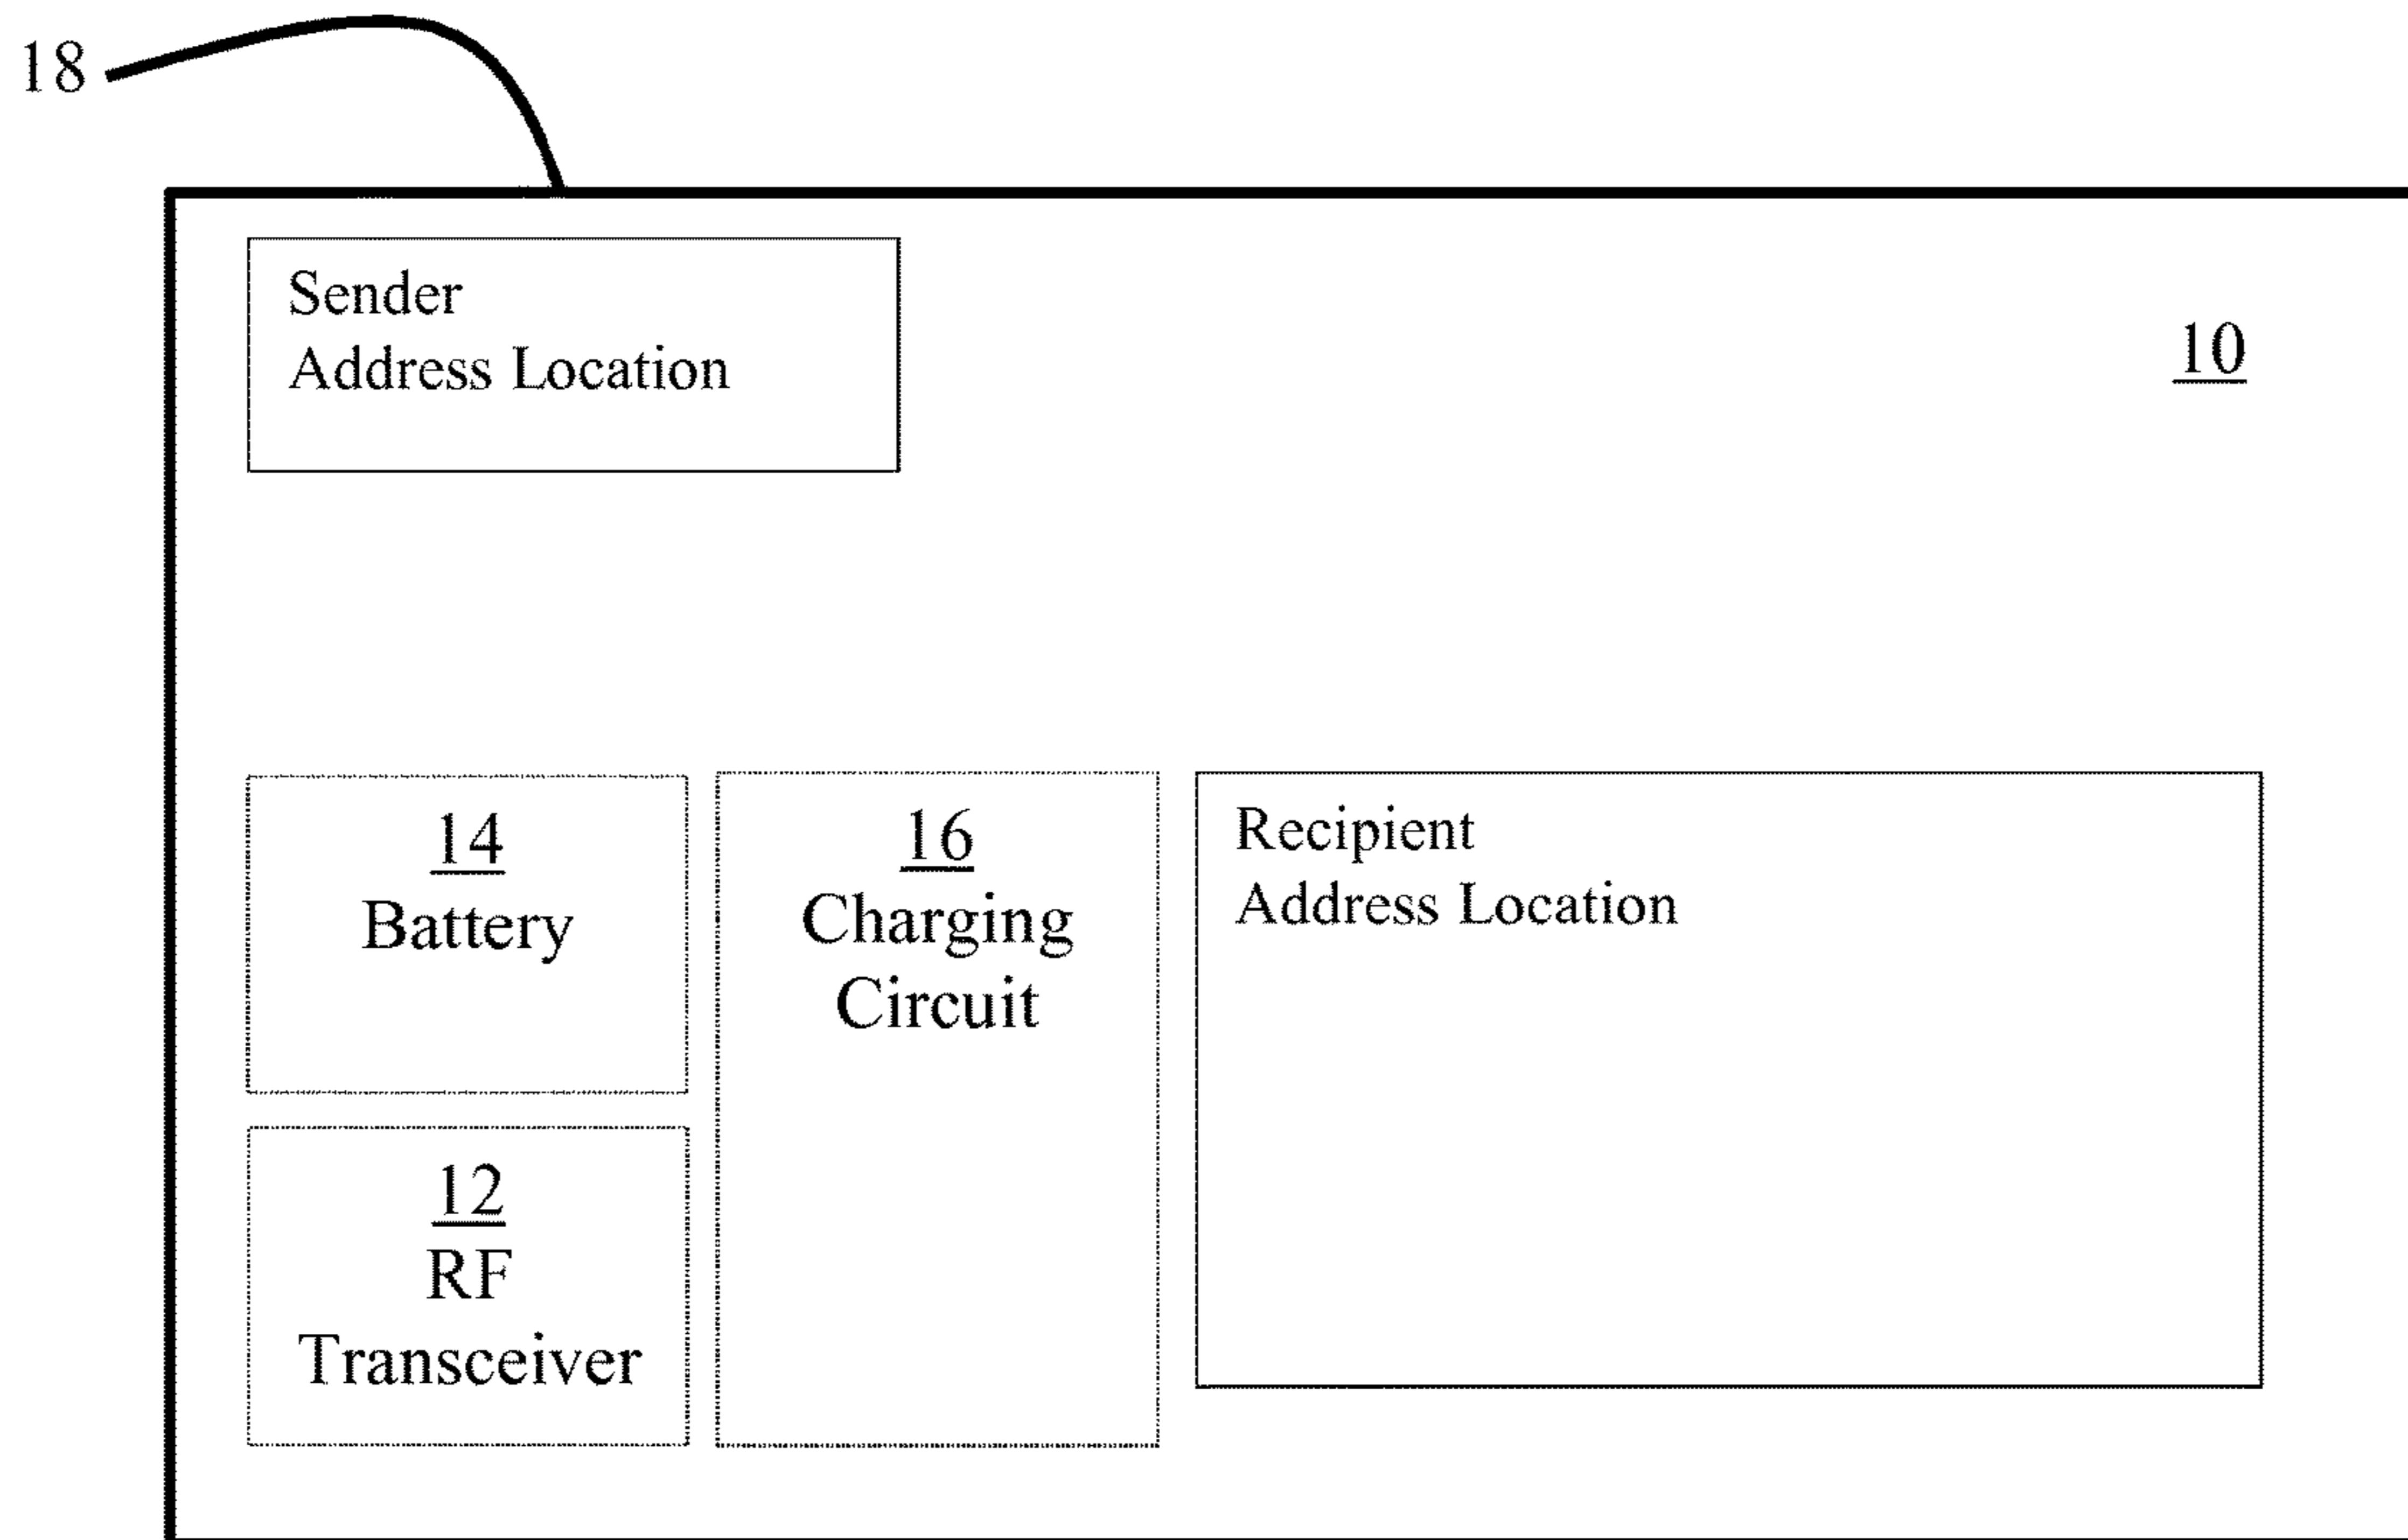 18
Sender
Address Location
10
14
Battery
16
Charging
Circuit
Recipient
Address Location
12
RF
Transceiver